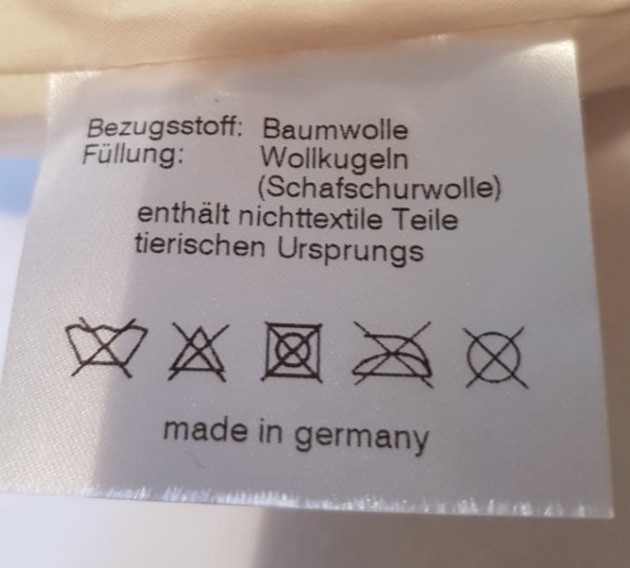 Bezugsstoff: Baumwolle
Füllung: Wollkugeln
(Schafschurwolle)
enthält nichttextile Teile
tierischen Ursprungs
made in germany